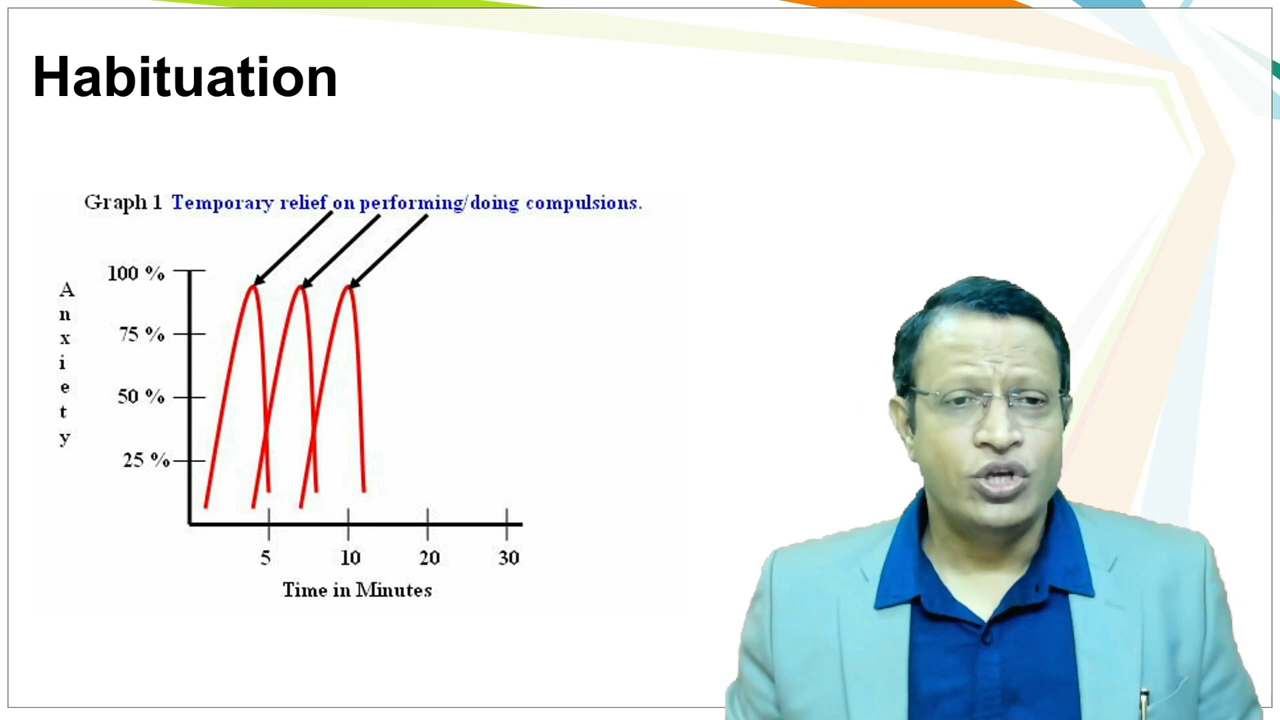 Habituation
Graph 1 Temporary relief on performing/doing compulsions.
100 %
75 %
50 %
25 %
Anxiety
5 10 20 30
Time in Minutes